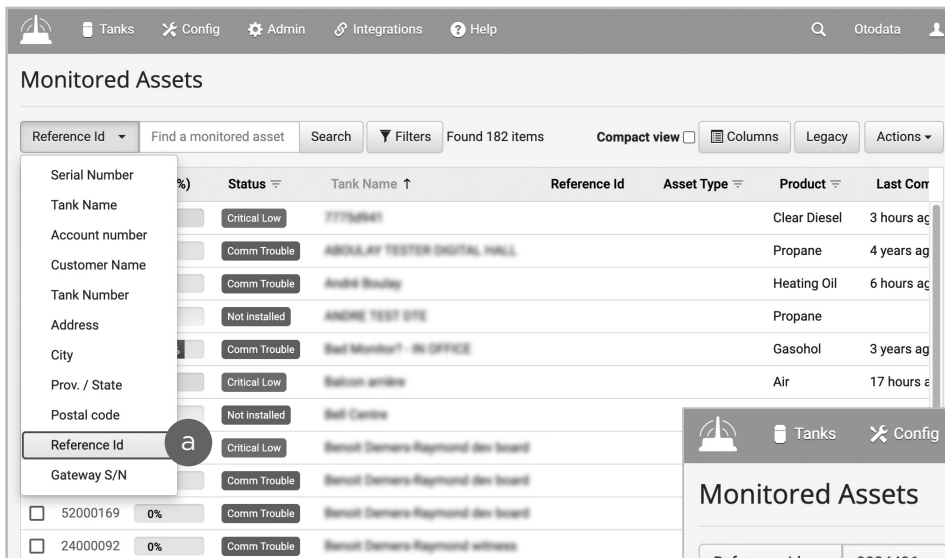 Tanks Config Admin Integrations Help Otodata
Monitored Assets
Reference Id Find a monitored asset Search Filters Found 182 items Compact view Columns Legacy Actions
%) Status Tank Name ↑ Reference Id Asset Type Product Last Com
Serial Number
Tank Name
Account number
Customer Name
Tank Number
Address
City
Prov. / State
Postal code
Reference Id
Gateway S/N
a
Critical Low Clear Diesel 3 hours ag
Comm Trouble Propane 4 years ag
Comm Trouble Heating Oil 6 hours ag
Not installed Propane
Comm Trouble Gasohol 3 years ag
Critical Low Air 17 hours a
Not installed
Critical Low
Comm Trouble
52000169 0% Comm Trouble
24000092 0% Comm Trouble
Tanks Config
Monitored Assets